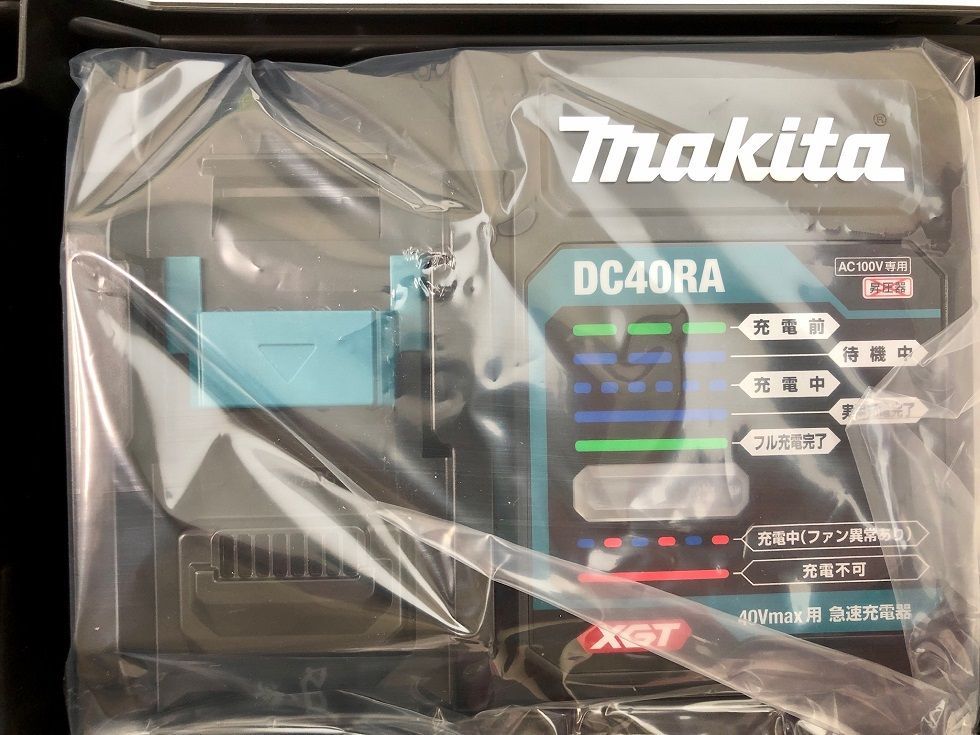 makita®
DC40RA
AC100V専用
昇圧器
充電前
待機中
充電中
完了
フル充電完了
充電中(ファン異常あり)
充電不可
40Vmax用 急速充電器
XGT